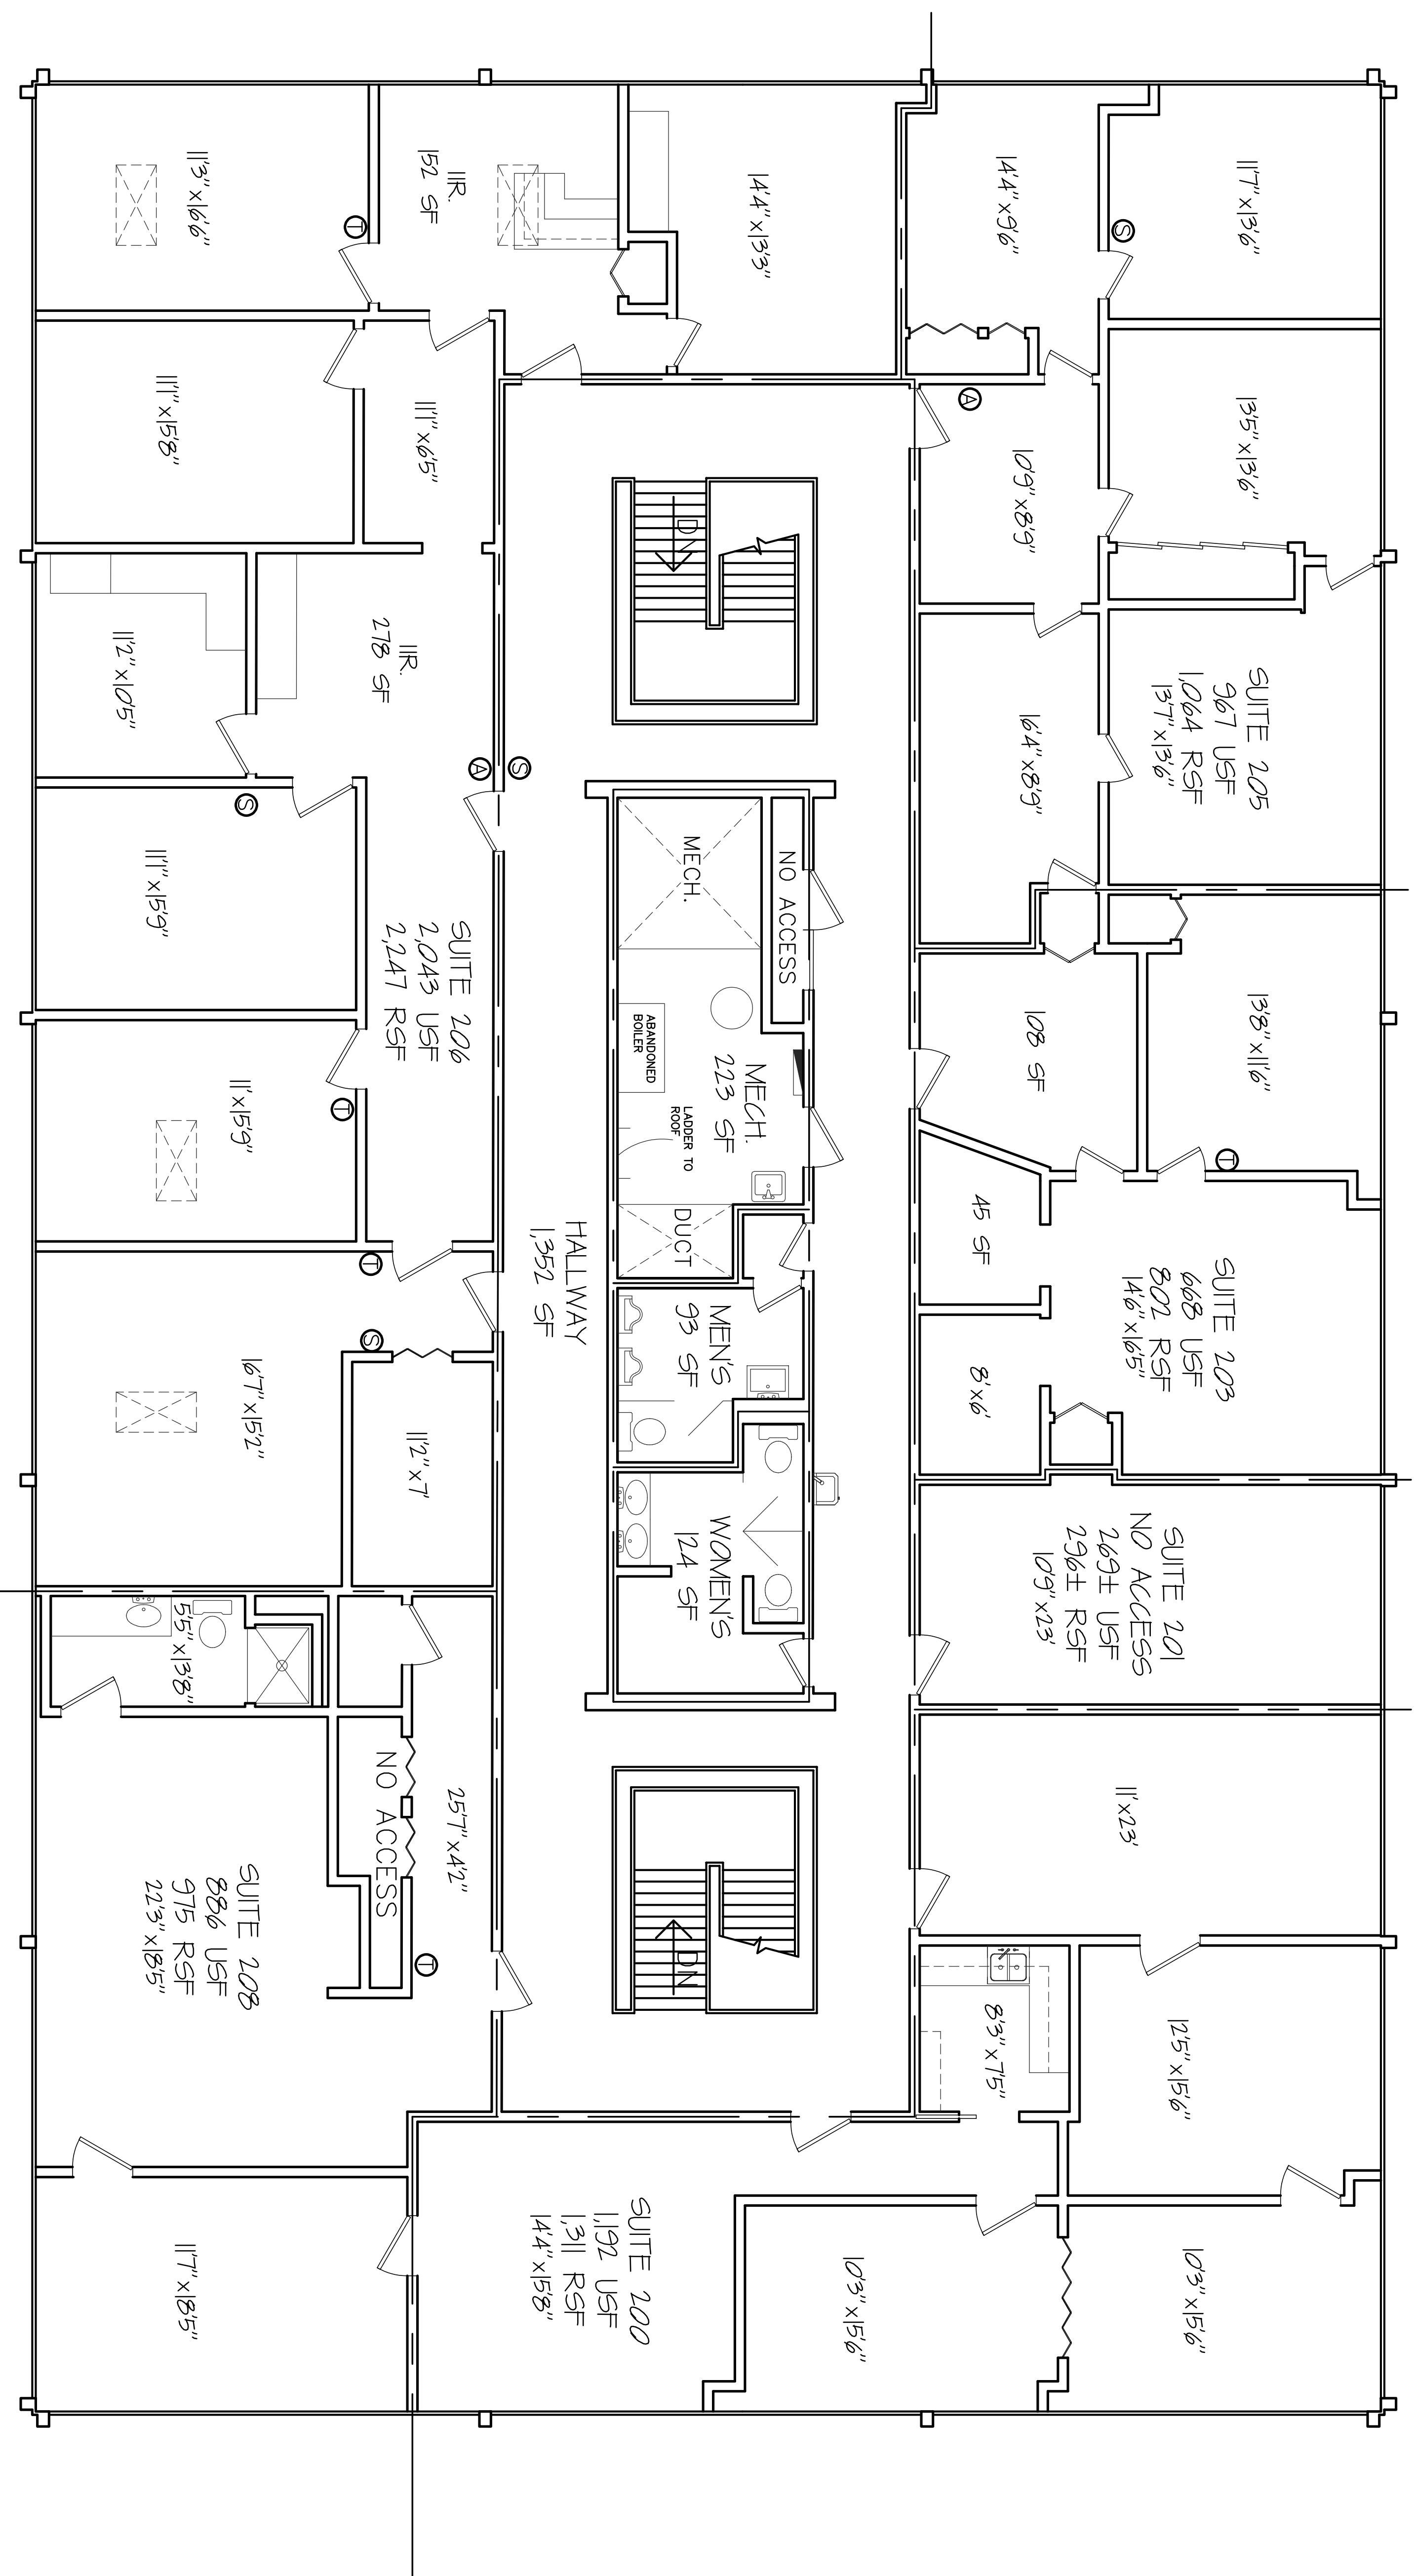 11'7" x13'6"
13'5" x13'6"
SUITE 205
967 USF
1,064 RSF
13'7" x13'6"
13'8" x11'6"
SUITE 203
668 USF
802 RSF
14'6" x16'5"
SUITE 201
NO ACCESS
269± USF
296± RSF
10'9" x23'
11' x23'
12'5" x15'6"
10'3" x15'6"
S
T
14'4" x9'6"
A
10'9" x8'9"
16'4" x8'9"
108 SF
45 SF
8' x6'
8'3" x7'5"
10'3" x15'6"
14'4" x13'3"
DN
NO ACCESS
MECH.
MECH.
223 SF
ABANDONED
BOILER
LADDER TO
ROOF
DUCT
MEN'S
93 SF
WOMEN'S
124 SF
DN
HALLWAY
1,352 SF
SUITE 200
1,192 USF
1,311 RSF
14'4" x15'8"
IRR.
152 SF
T
11'1" x6'5"
IRR.
278 SF
S
A
SUITE 206
2,043 USF
2,247 RSF
T
T
S
11'2" x7'
25'7" x4'2"
NO ACCESS
T
11'3" x16'6"
11'1" x15'8"
11'2" x10'5"
S
11'1" x15'9"
11' x15'9"
16'7" x15'2"
5'5" x13'8"
SUITE 208
886 USF
975 RSF
22'3" x18'5"
11'7" x18'5"